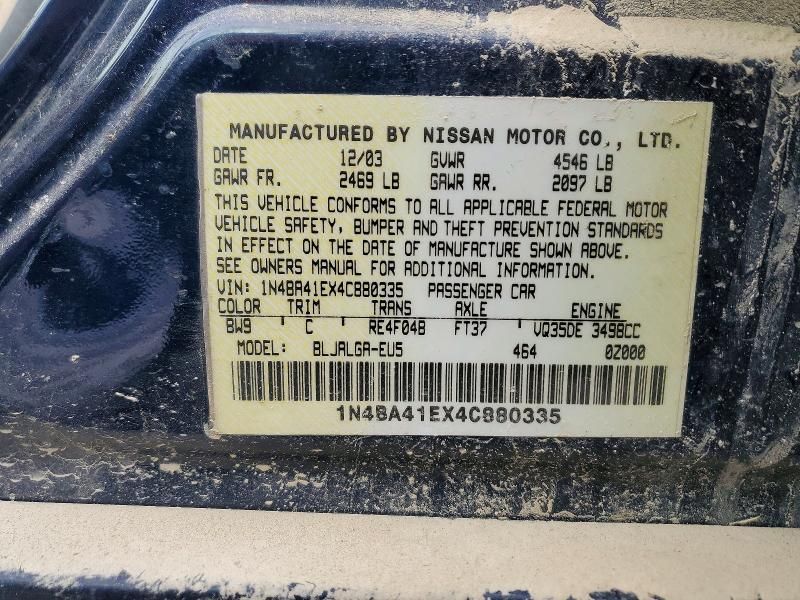 MANUFACTURED BY NISSAN MOTOR CO., LTD.
DATE 12/03 GVWR 4546 LB
GAWR FR. 2469 LB GAWR RR. 2097 LB
THIS VEHICLE CONFORMS TO ALL APPLICABLE FEDERAL MOTOR
VEHICLE SAFETY, BUMPER AND THEFT PREVENTION STANDARDS
IN EFFECT ON THE DATE OF MANUFACTURE SHOWN ABOVE.
SEE OWNERS MANUAL FOR ADDITIONAL INFORMATION.
VIN: 1N4BA41EX4C880335 PASSENGER CAR
COLOR TRIM TRANS AXLE ENGINE
BW9 C RE4F04B FT37 VQ35DE 3498CC
MODEL: BLJALGA-EU5 464 0Z000
1N4BA41EX4C880335